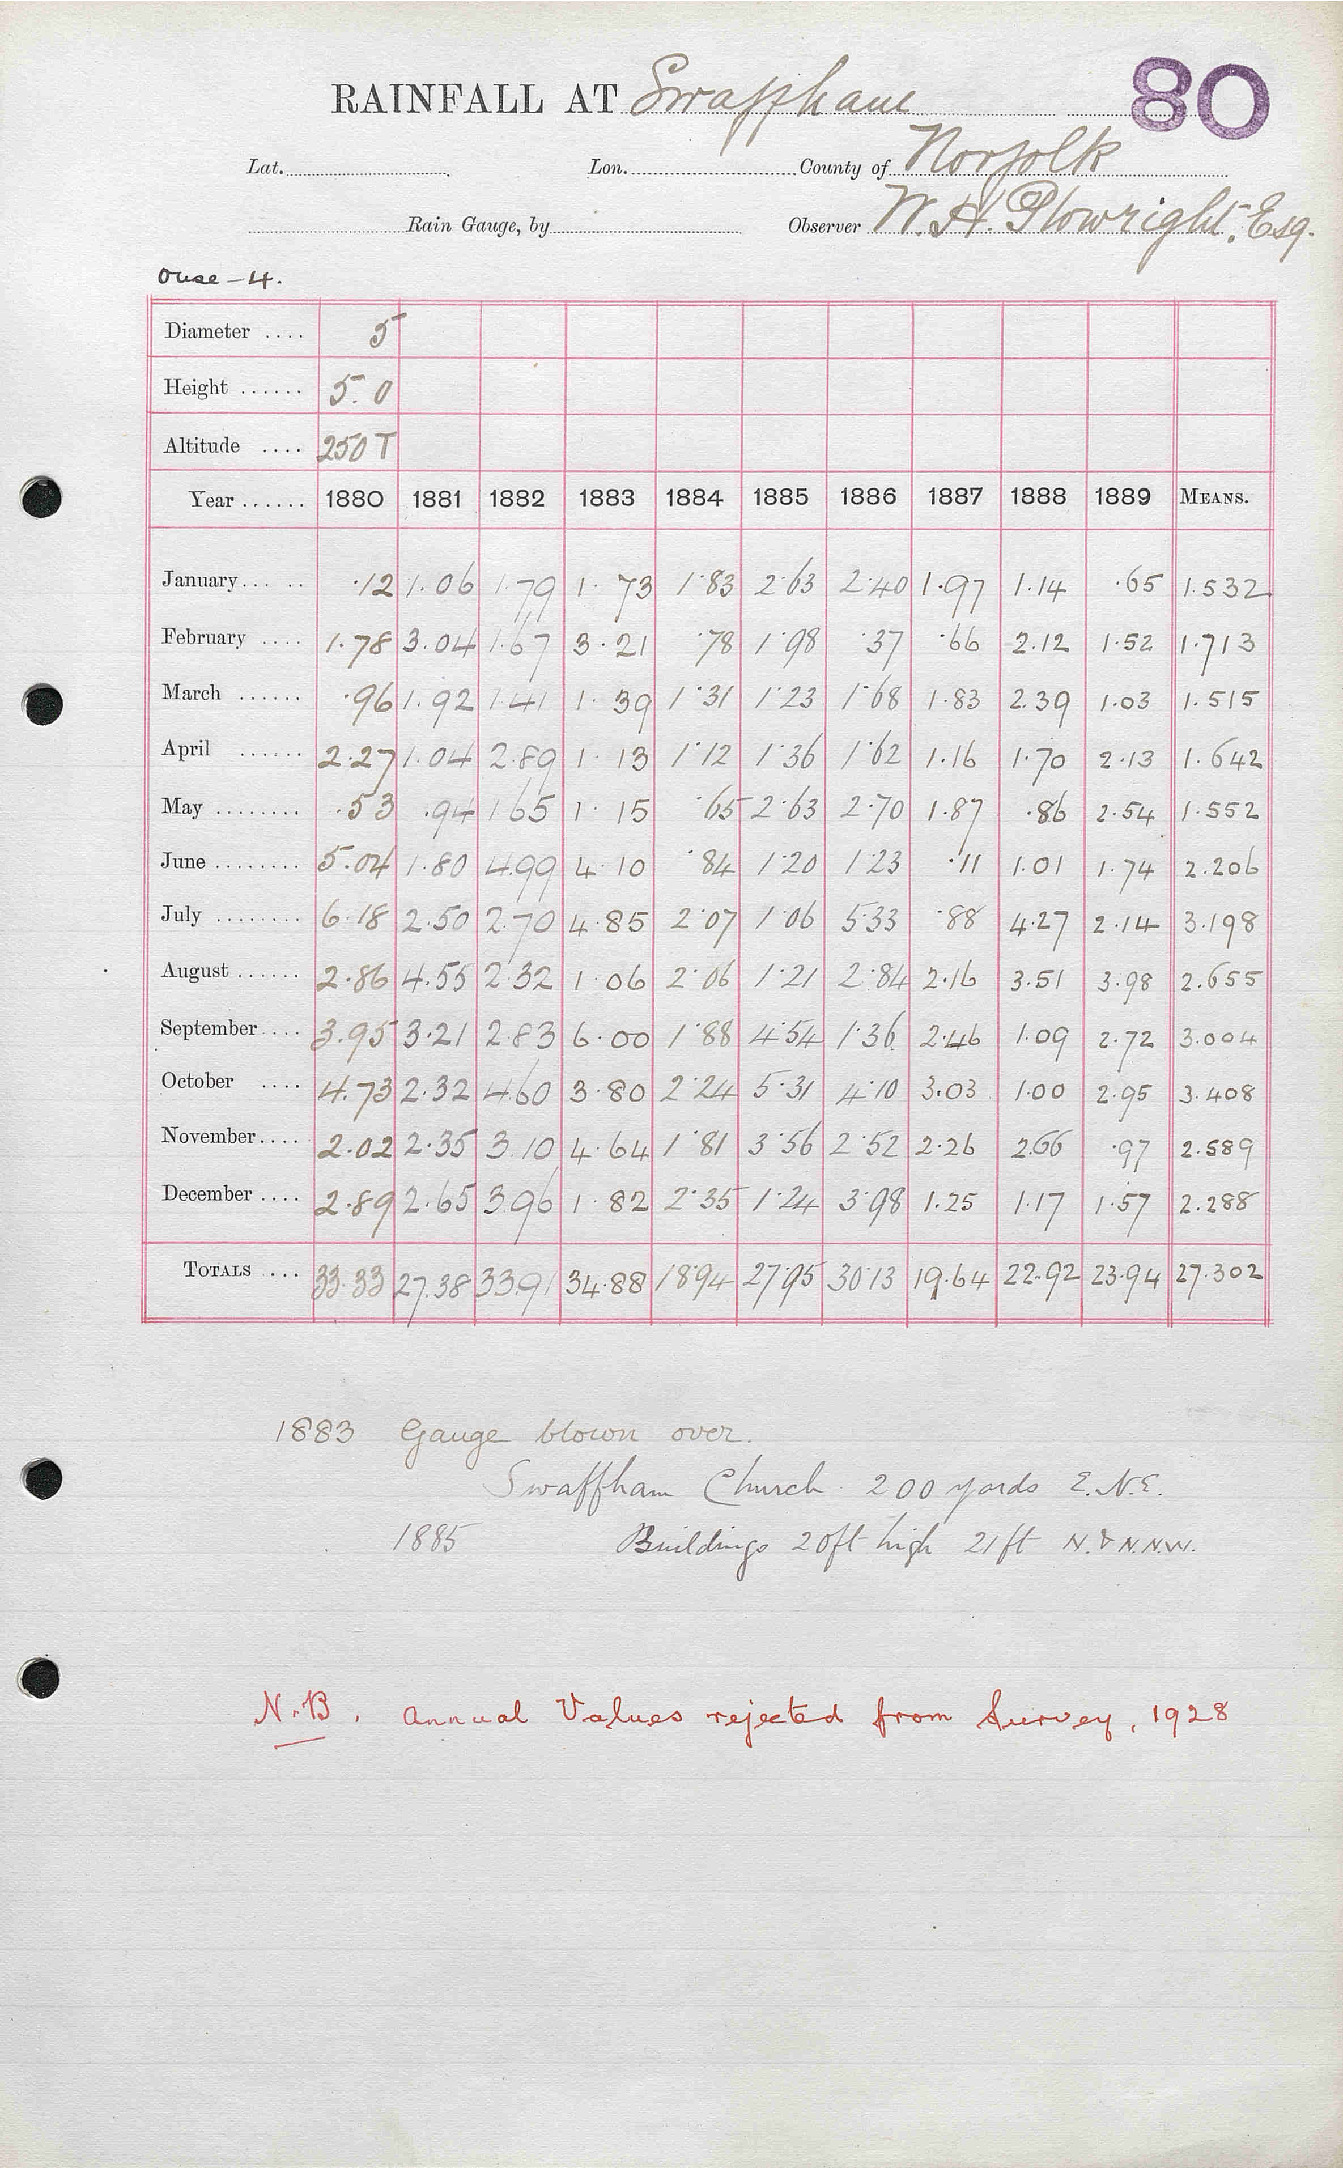 RAINFALL AT Swaffham 80
Lat. Lon. County of Norfolk
Rain Gauge, by Observer W. H. Plowright, Esq.
Ouse - 4.
Diameter .... 5
Height ...... 5.0
Altitude .... 250 T
Year ...... 1880 1881 1882 1883 1884 1885 1886 1887 1888 1889 MEANS.
January... .. .12 1.06 1.79 1.73 1.83 2.63 2.40 1.97 1.14 .65 1.532
February .... 1.78 3.04 1.67 3.21 .78 1.98 .37 .66 2.12 1.52 1.713
March ...... .96 1.92 1.41 1.39 1.31 1.23 1.68 1.83 2.39 1.03 1.515
April ...... 2.27 1.04 2.89 1.13 1.12 1.36 1.62 1.16 1.70 2.13 1.642
May ........ .53 .94 1.65 1.15 .65 2.63 2.70 1.87 .86 2.54 1.552
June ........ 5.04 1.80 4.99 4.10 .84 1.20 1.23 .11 1.01 1.74 2.206
July ........ 6.18 2.50 2.70 4.85 2.07 1.06 5.33 .88 4.27 2.14 3.198
August ...... 2.86 4.55 2.32 1.06 2.06 1.21 2.84 2.16 3.51 3.98 2.655
September.... 3.95 3.21 2.83 6.00 1.88 4.54 1.36 2.46 1.09 2.72 3.004
October .... 4.73 2.32 4.60 3.80 2.24 5.31 4.10 3.03 1.00 2.95 3.408
November.... 2.02 2.35 3.10 4.64 1.81 3.56 2.52 2.26 2.66 .97 2.589
December .... 2.89 2.65 3.96 1.82 2.35 1.24 3.98 1.25 1.17 1.57 2.288
TOTALS ... 33.33 27.38 33.91 34.88 18.94 27.95 30.13 19.64 22.92 23.94 27.302
1883 Gauge blown over.
Swaffham Church. 200 yards E.N.E.
1885 Buildings 20ft high 21ft N. & N.N.W.
N.B. Annual Values rejected from Survey, 1928